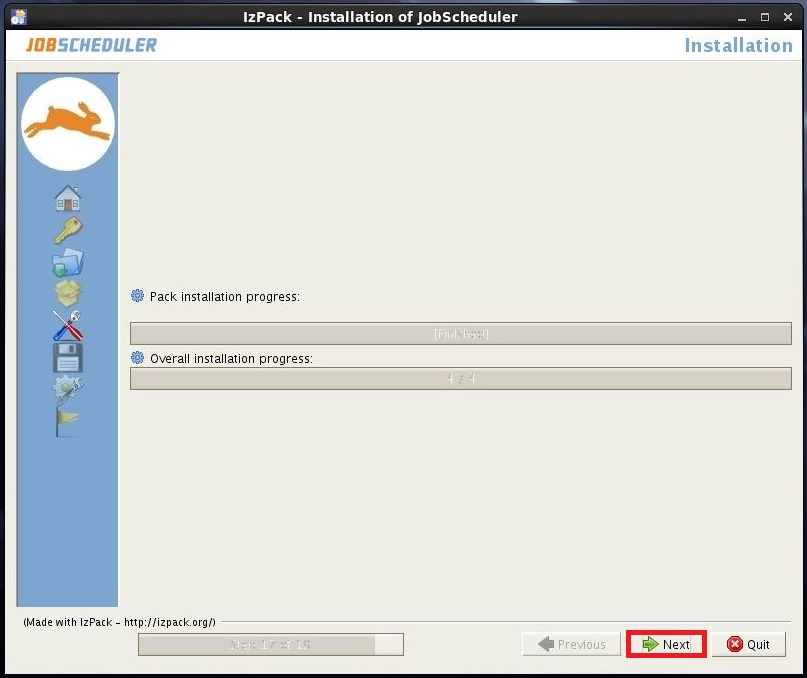 IzPack - Installation of JobScheduler
JOBSCHEDULER
Installation
Pack installation progress:
[Finished]
Overall installation progress:
4 / 4
(Made with IzPack - http://izpack.org/)
Step 17 of 18
Previous
Next
Quit